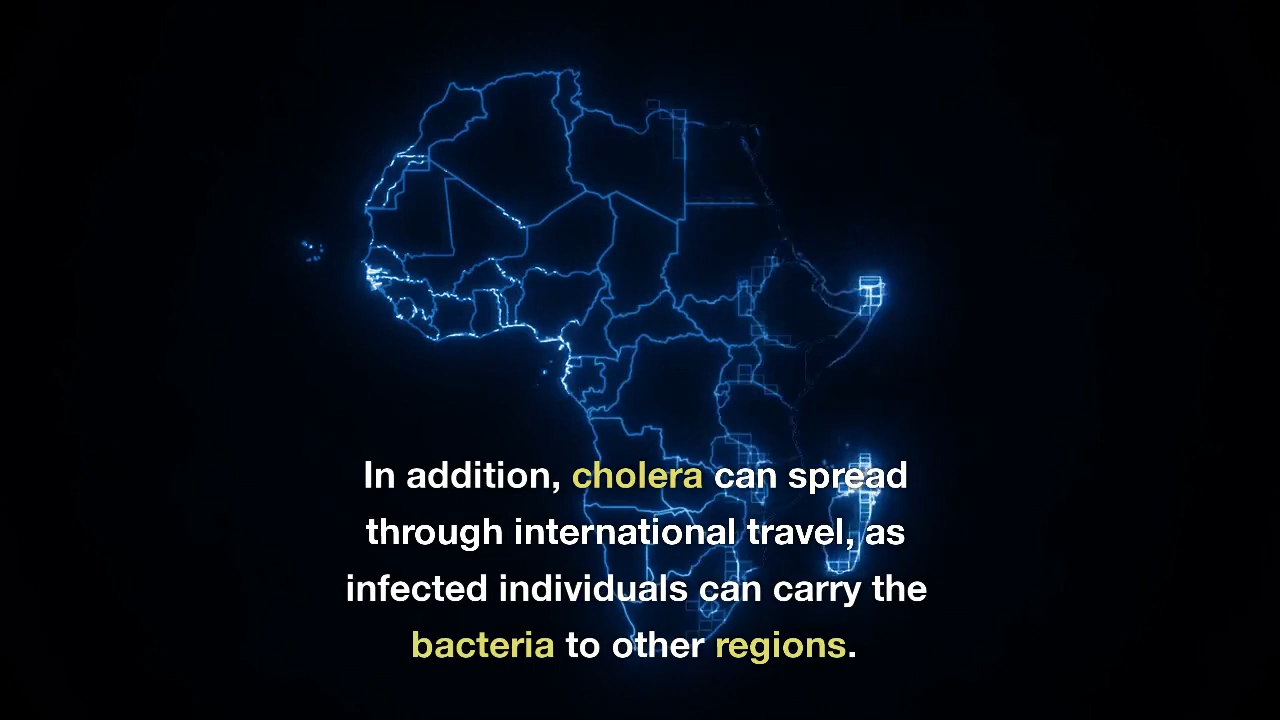 In addition, cholera can spread
through international travel, as
infected individuals can carry the
bacteria to other regions.